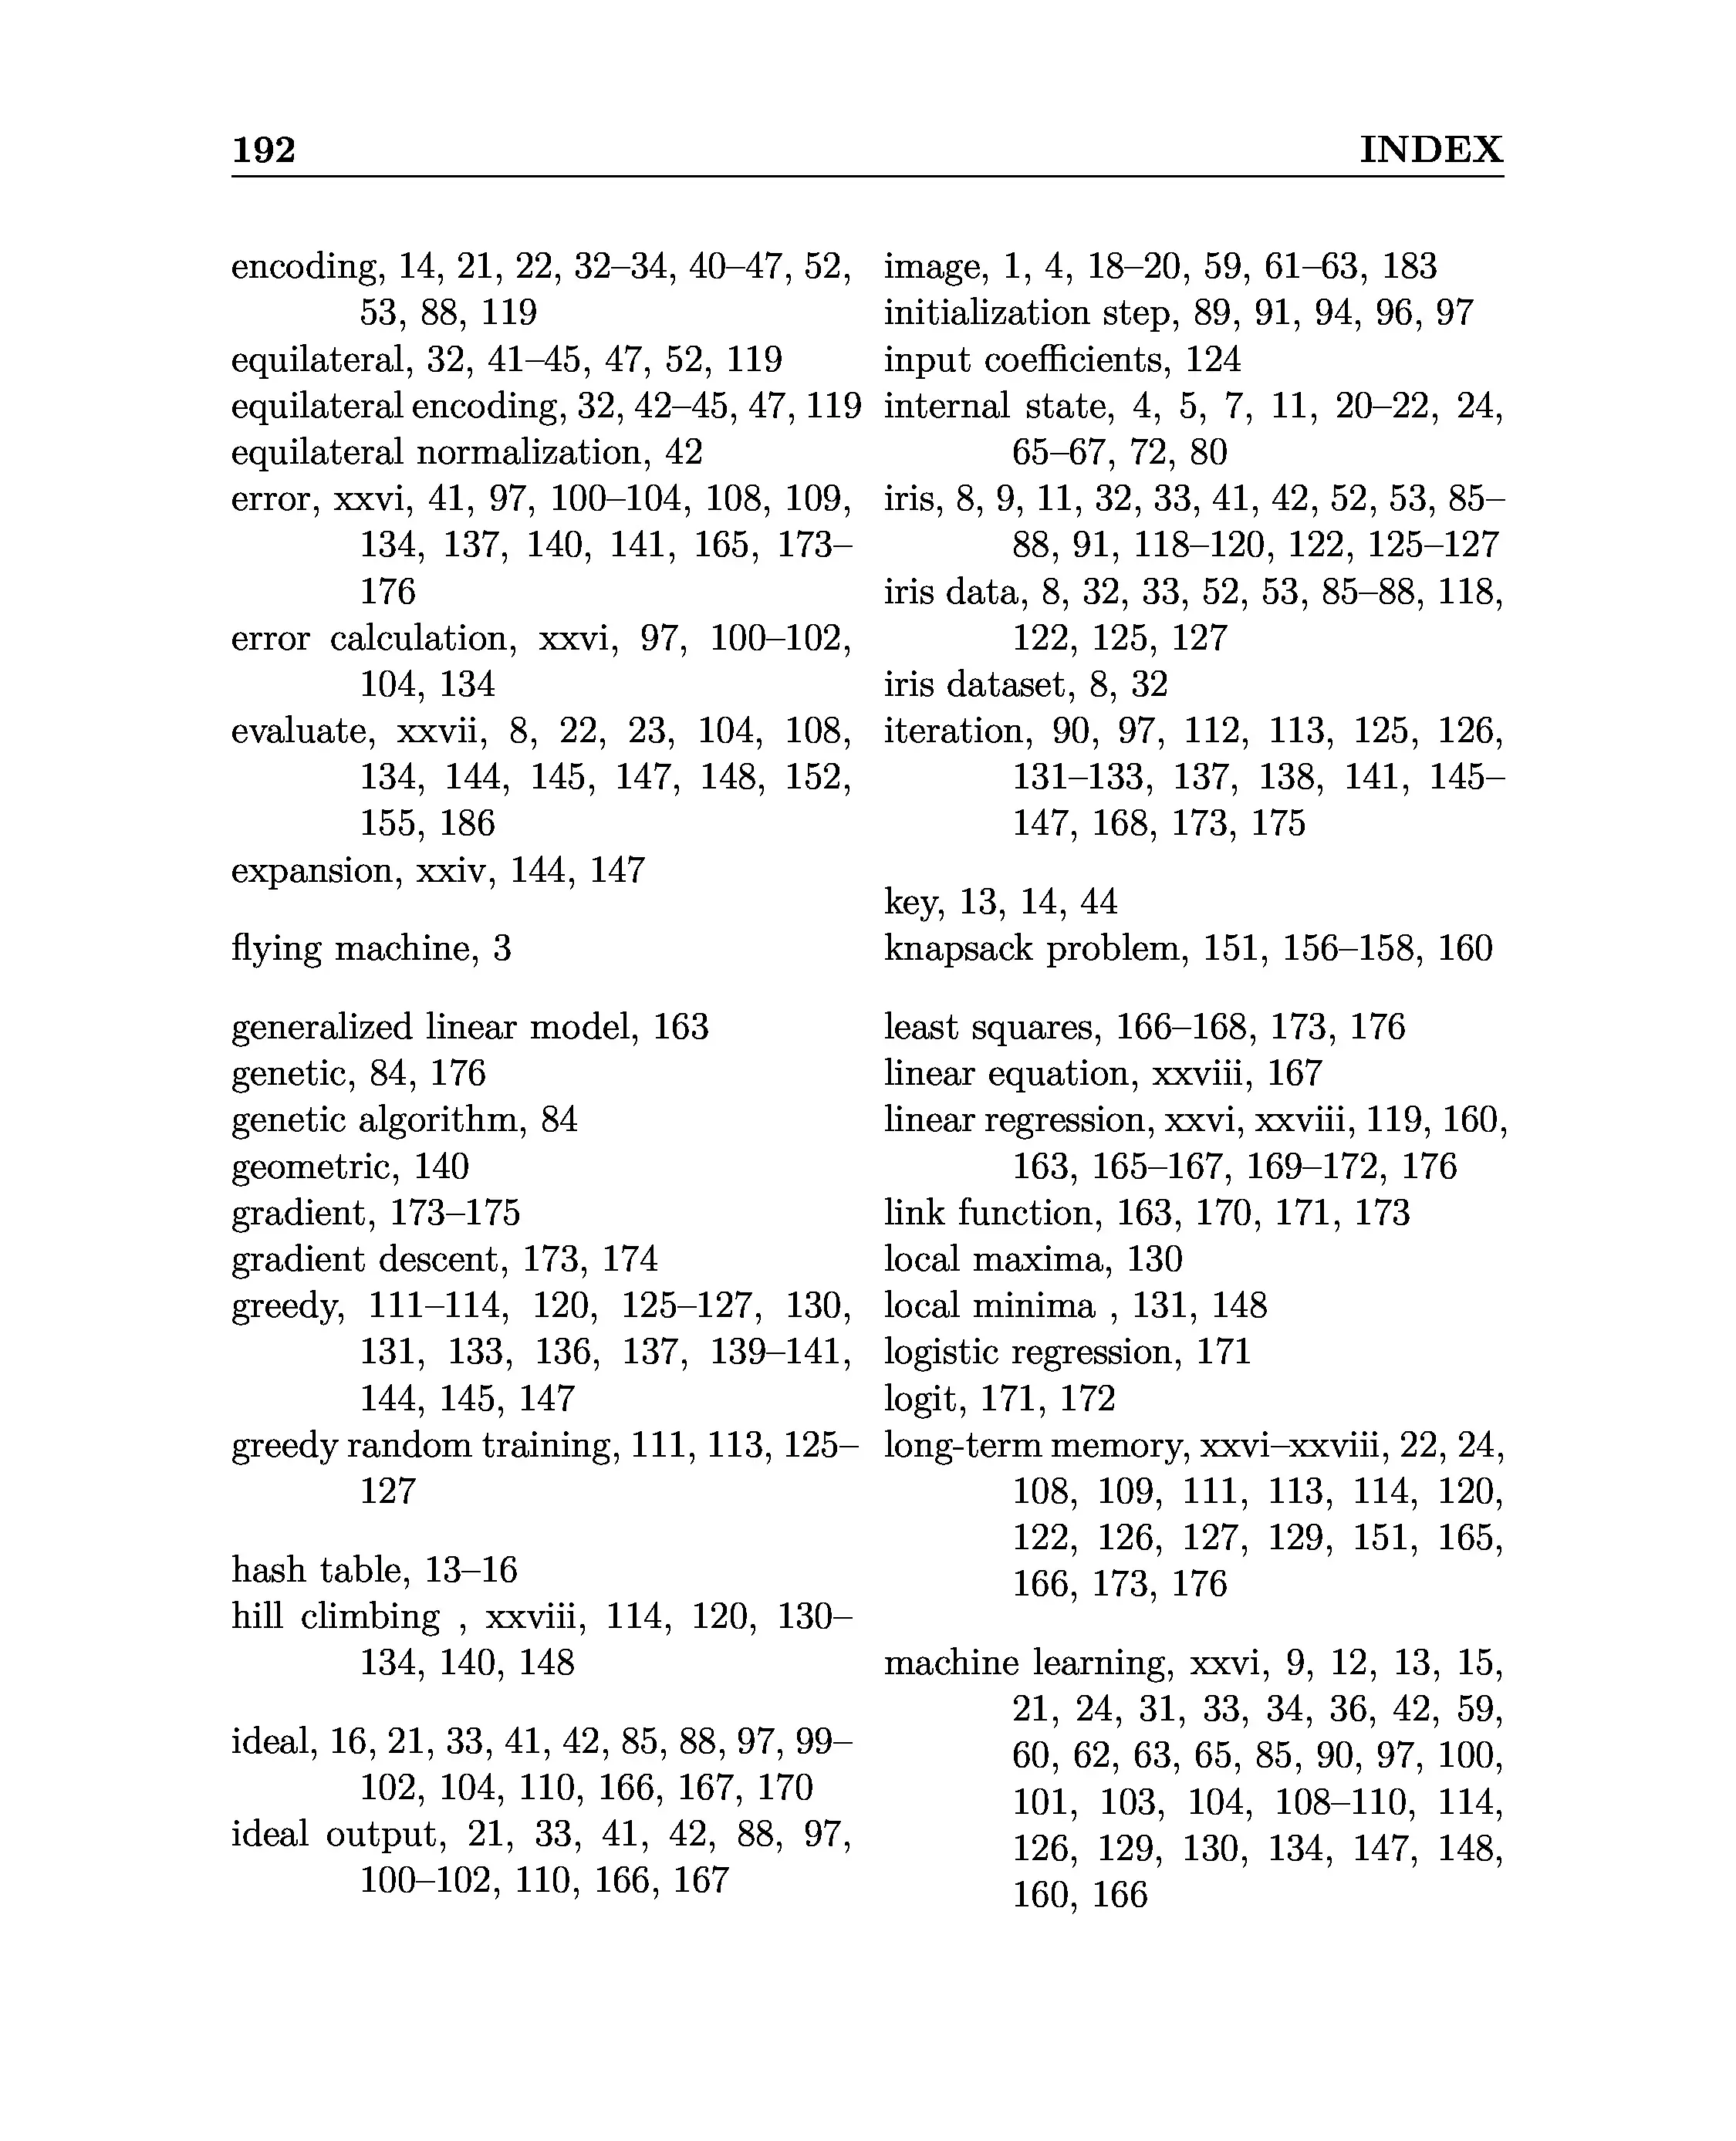 192 INDEX
encoding, 14, 21, 22, 32–34, 40–47, 52,
53, 88, 119
equilateral, 32, 41–45, 47, 52, 119
equilateral encoding, 32, 42–45, 47, 119
equilateral normalization, 42
error, xxvi, 41, 97, 100–104, 108, 109,
134, 137, 140, 141, 165, 173–
176
error calculation, xxvi, 97, 100–102,
104, 134
evaluate, xxvii, 8, 22, 23, 104, 108,
134, 144, 145, 147, 148, 152,
155, 186
expansion, xxiv, 144, 147
flying machine, 3
generalized linear model, 163
genetic, 84, 176
genetic algorithm, 84
geometric, 140
gradient, 173–175
gradient descent, 173, 174
greedy, 111–114, 120, 125–127, 130,
131, 133, 136, 137, 139–141,
144, 145, 147
greedy random training, 111, 113, 125–
127
hash table, 13–16
hill climbing , xxviii, 114, 120, 130–
134, 140, 148
ideal, 16, 21, 33, 41, 42, 85, 88, 97, 99–
102, 104, 110, 166, 167, 170
ideal output, 21, 33, 41, 42, 88, 97,
100–102, 110, 166, 167
image, 1, 4, 18–20, 59, 61–63, 183
initialization step, 89, 91, 94, 96, 97
input coefficients, 124
internal state, 4, 5, 7, 11, 20–22, 24,
65–67, 72, 80
iris, 8, 9, 11, 32, 33, 41, 42, 52, 53, 85–
88, 91, 118–120, 122, 125–127
iris data, 8, 32, 33, 52, 53, 85–88, 118,
122, 125, 127
iris dataset, 8, 32
iteration, 90, 97, 112, 113, 125, 126,
131–133, 137, 138, 141, 145–
147, 168, 173, 175
key, 13, 14, 44
knapsack problem, 151, 156–158, 160
least squares, 166–168, 173, 176
linear equation, xxviii, 167
linear regression, xxvi, xxviii, 119, 160,
163, 165–167, 169–172, 176
link function, 163, 170, 171, 173
local maxima, 130
local minima , 131, 148
logistic regression, 171
logit, 171, 172
long-term memory, xxvi–xxviii, 22, 24,
108, 109, 111, 113, 114, 120,
122, 126, 127, 129, 151, 165,
166, 173, 176
machine learning, xxvi, 9, 12, 13, 15,
21, 24, 31, 33, 34, 36, 42, 59,
60, 62, 63, 65, 85, 90, 97, 100,
101, 103, 104, 108–110, 114,
126, 129, 130, 134, 147, 148,
160, 166